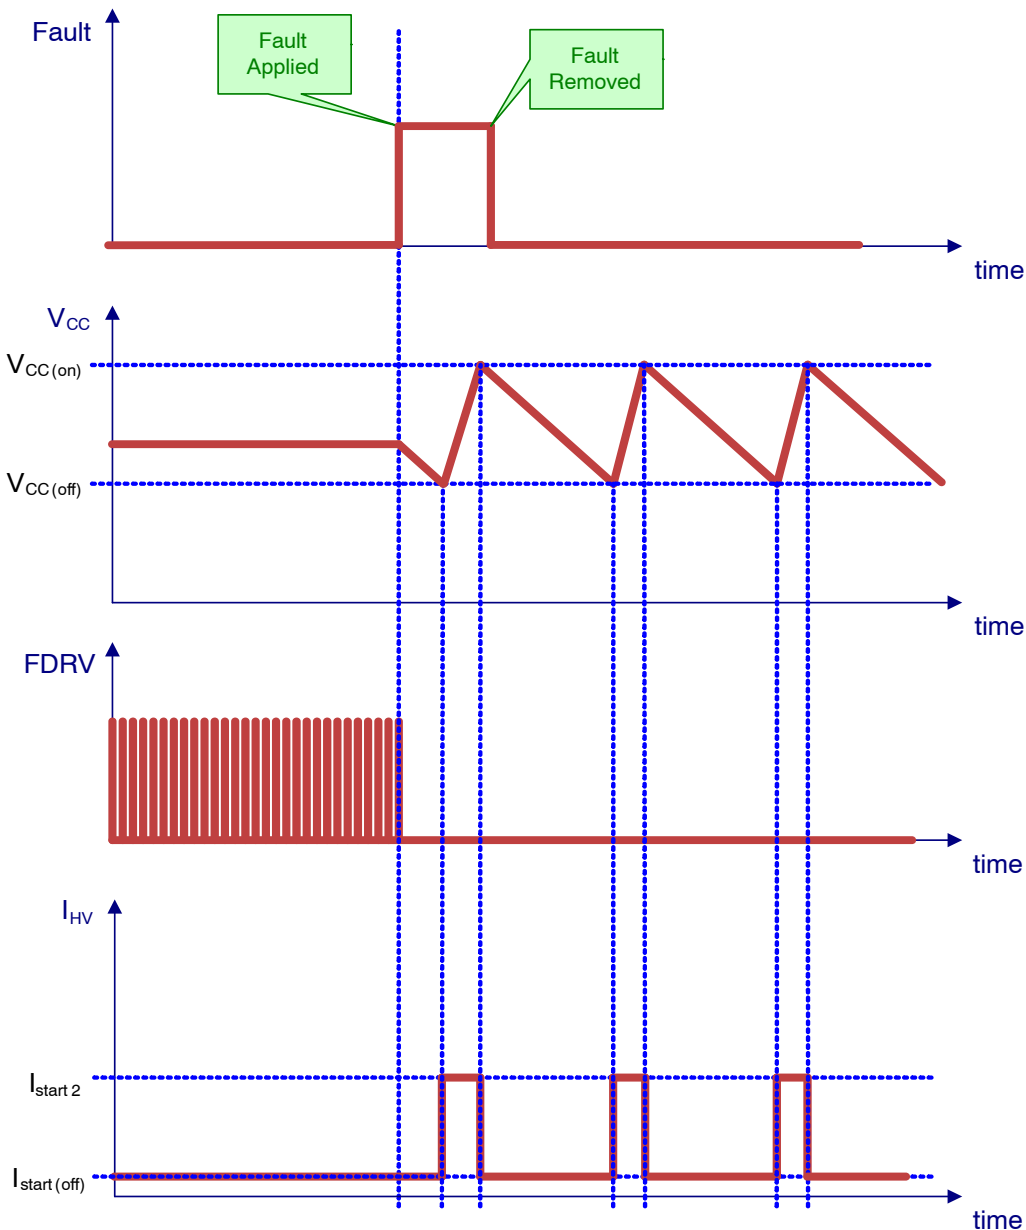 Fault
Fault
Applied
Fault
Removed
time
VCC
VCC(on)
VCC(off)
time
FDRV
time
IHV
Istart 2
Istart(off)
time